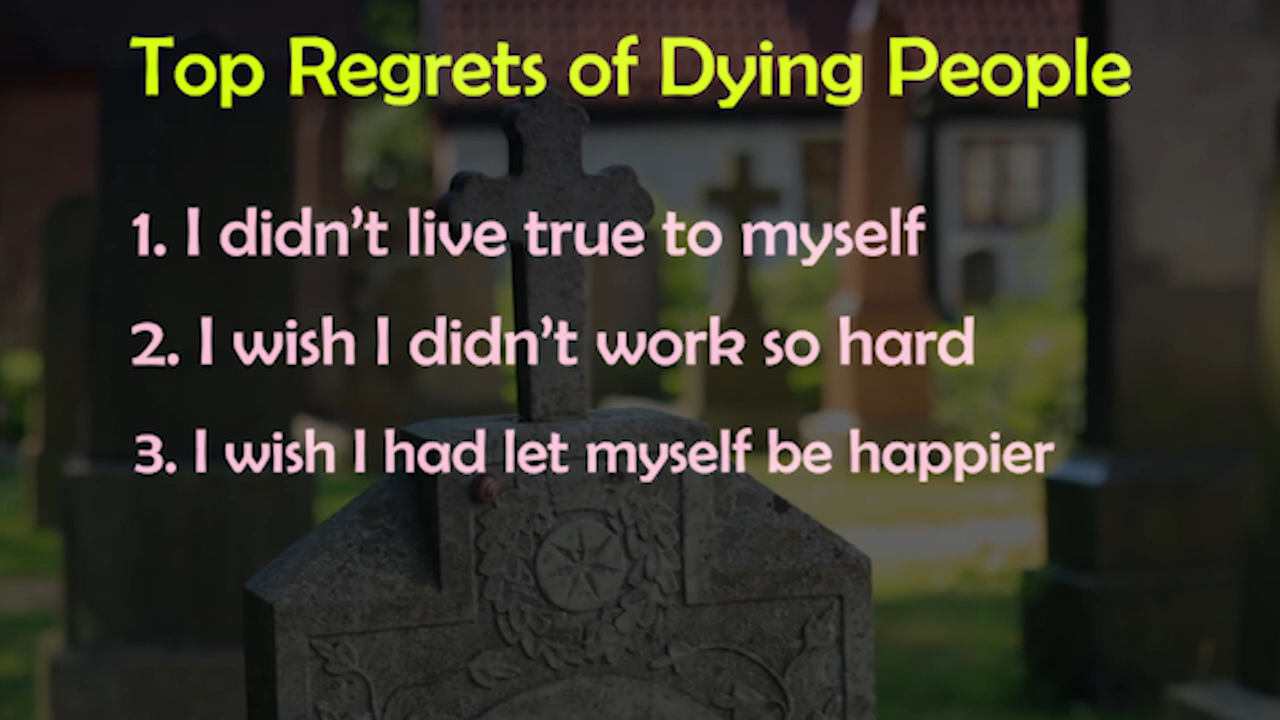 Top Regrets of Dying People
1. I didn’t live true to myself
2. I wish I didn’t work so hard
3. I wish I had let myself be happier